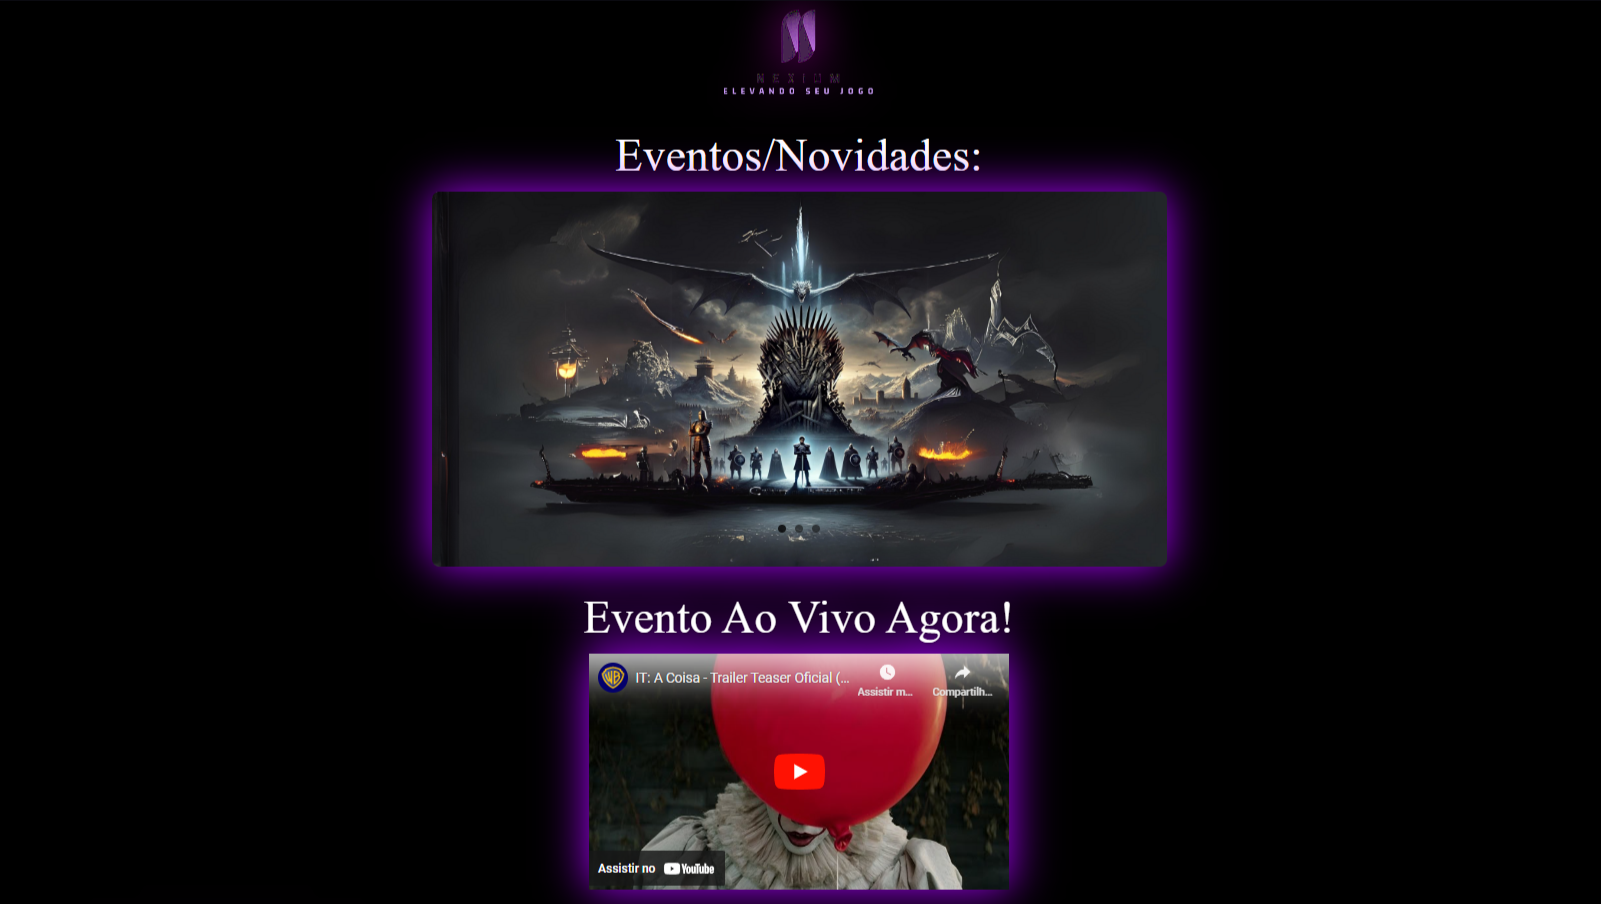 NEXIUM
ELEVANDO SEU JOGO
Eventos/Novidades:
Evento Ao Vivo Agora!
IT: A Coisa - Trailer Teaser Oficial (...
Assistir m...
Compartilh...
Assistir no YouTube